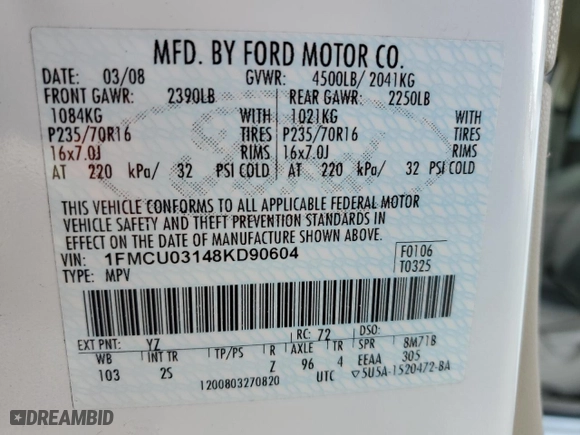 MFD. BY FORD MOTOR CO.
DATE: 03/08 GVWR: 4500LB/ 2041KG
FRONT GAWR: 2390LB REAR GAWR: 2250LB
1084KG WITH 1021KG WITH
P235/70R16 TIRES P235/70R16 TIRES
16x7.0J RIMS 16x7.0J RIMS
AT 220 kPa/ 32 PSI COLD AT 220 kPa/ 32 PSI COLD
THIS VEHICLE CONFORMS TO ALL APPLICABLE FEDERAL MOTOR
VEHICLE SAFETY AND THEFT PREVENTION STANDARDS IN
EFFECT ON THE DATE OF MANUFACTURE SHOWN ABOVE.
VIN: 1FMCU03148KD90604 F0106
TYPE: MPV T0325
EXT PNT: YZ RC: 72 DSO:
WB INT TR TP/PS R AXLE TR SPR 8M71B
103 2S Z 96 4 EEAA 305
1200803270820 UTC ▽5U5A-1520472-BA
DREAMBID